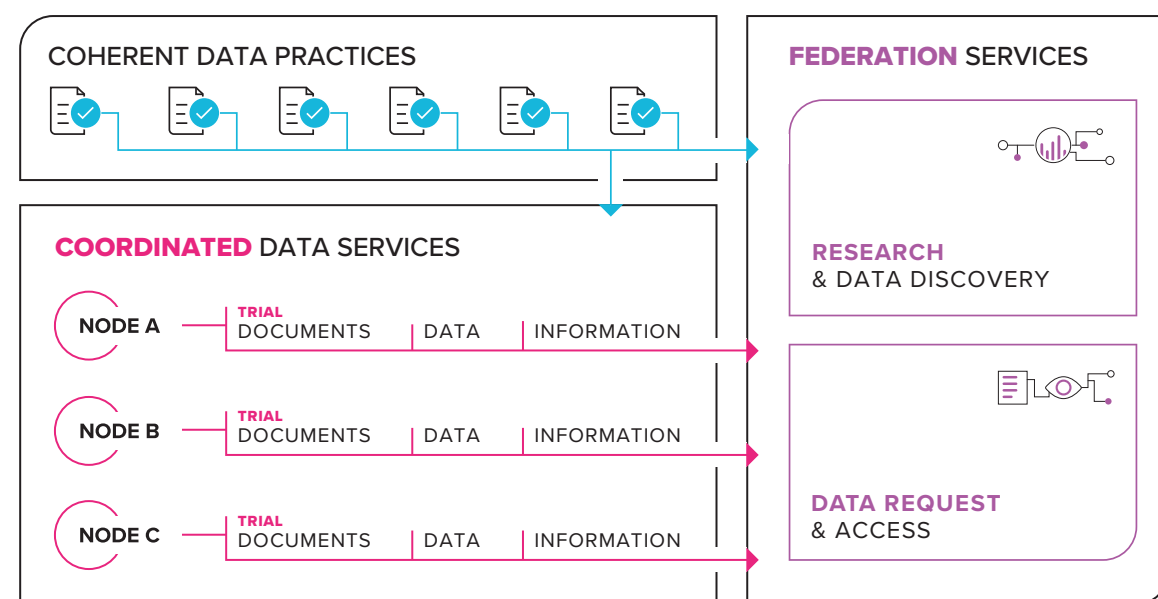 COHERENT DATA PRACTICES
COORDINATED DATA SERVICES
NODE A
TRIAL
DOCUMENTS
DATA
INFORMATION
NODE B
TRIAL
DOCUMENTS
DATA
INFORMATION
NODE C
TRIAL
DOCUMENTS
DATA
INFORMATION
FEDERATION SERVICES
RESEARCH
& DATA DISCOVERY
DATA REQUEST
& ACCESS